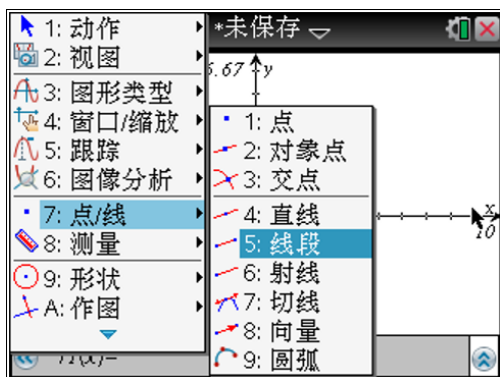 1: 动作
2: 视图
3: 图形类型
4: 窗口/缩放
5: 跟踪
6: 图像分析
7: 点/线
8: 测量
9: 形状
A: 作图
*未保存
6.67 y
1: 点
2: 对象点
3: 交点
4: 直线
5: 线段
6: 射线
7: 切线
8: 向量
9: 圆弧
x
10